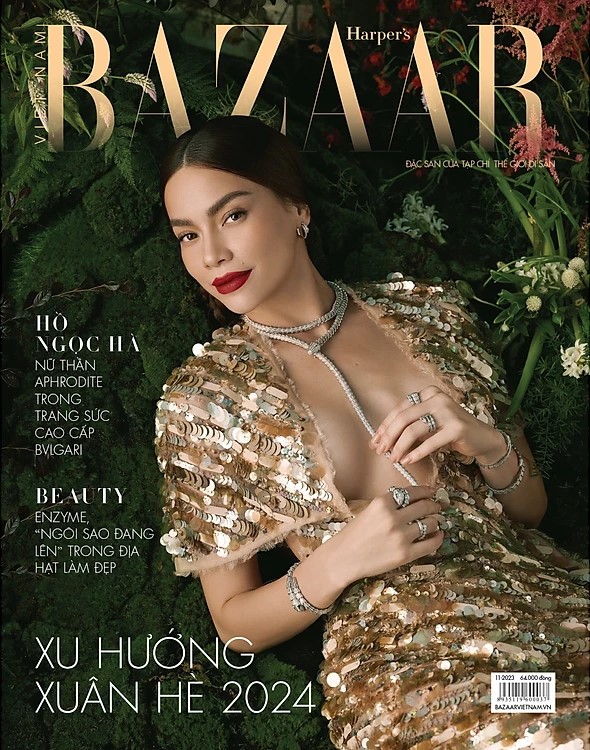 VIETNAM
Harper's
BAZAAR
ĐẶC SAN CỦA TẠP CHÍ THẾ GIỚI DI SẢN
HỒ
NGỌC HÀ
NỮ THẦN
APHRODITE
TRONG
TRANG SỨC
CAO CẤP
BVLGARI
BEAUTY
ENZYME,
“NGÔI SAO ĐANG
LÊN” TRONG ĐỊA
HẠT LÀM ĐẸP
XU HƯỚNG
XUÂN HÈ 2024
11-2023 64.000 đồng
8935119600037
BAZAARVIETNAM.VN